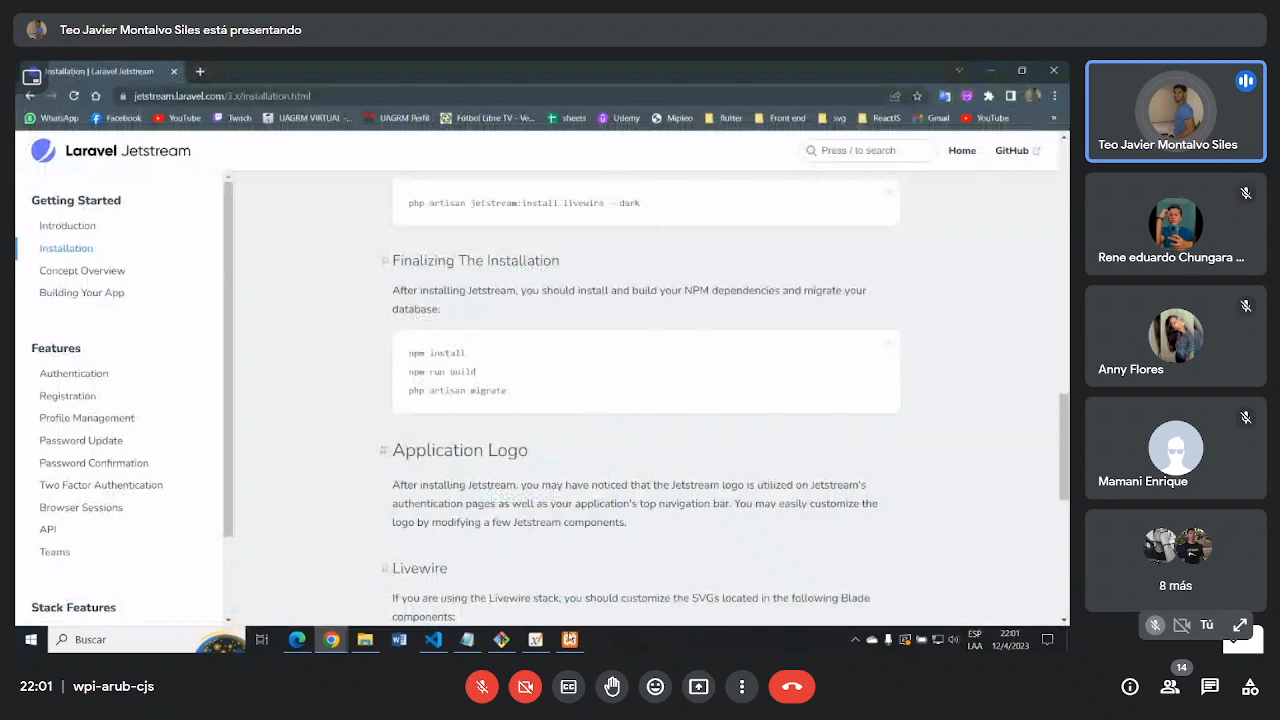 Teo Javier Montalvo Siles está presentando
Installation | Laravel Jetstream
jetstream.laravel.com/3.x/installation.html
WhatsApp
Facebook
YouTube
Twitch
UAGRM VIRTUAL -...
UAGRM Perfil
Fútbol Libre TV - Ve...
sheets
Udemy
Mipleo
flutter
Front end
svg
ReactJS
Gmail
YouTube
»
Laravel Jetstream
Press / to search
Home
GitHub
Getting Started
Introduction
Installation
Concept Overview
Building Your App
Features
Authentication
Registration
Profile Management
Password Update
Password Confirmation
Two Factor Authentication
Browser Sessions
API
Teams
Stack Features
php artisan jetstream:install livewire --dark
# Finalizing The Installation
After installing Jetstream, you should install and build your NPM dependencies and migrate your
database:
npm install
npm run build
php artisan migrate
# Application Logo
After installing Jetstream, you may have noticed that the Jetstream logo is utilized on Jetstream's
authentication pages as well as your application's top navigation bar. You may easily customize the
logo by modifying a few Jetstream components.
# Livewire
If you are using the Livewire stack, you should customize the SVGs located in the following Blade
components:
Buscar
ESP
LAA
22:01
12/4/2023
Teo Javier Montalvo Siles
Rene eduardo Chungara ...
Anny Flores
Mamani Enrique
8 más
Tú
22:01 | wpi-arub-cjs
14